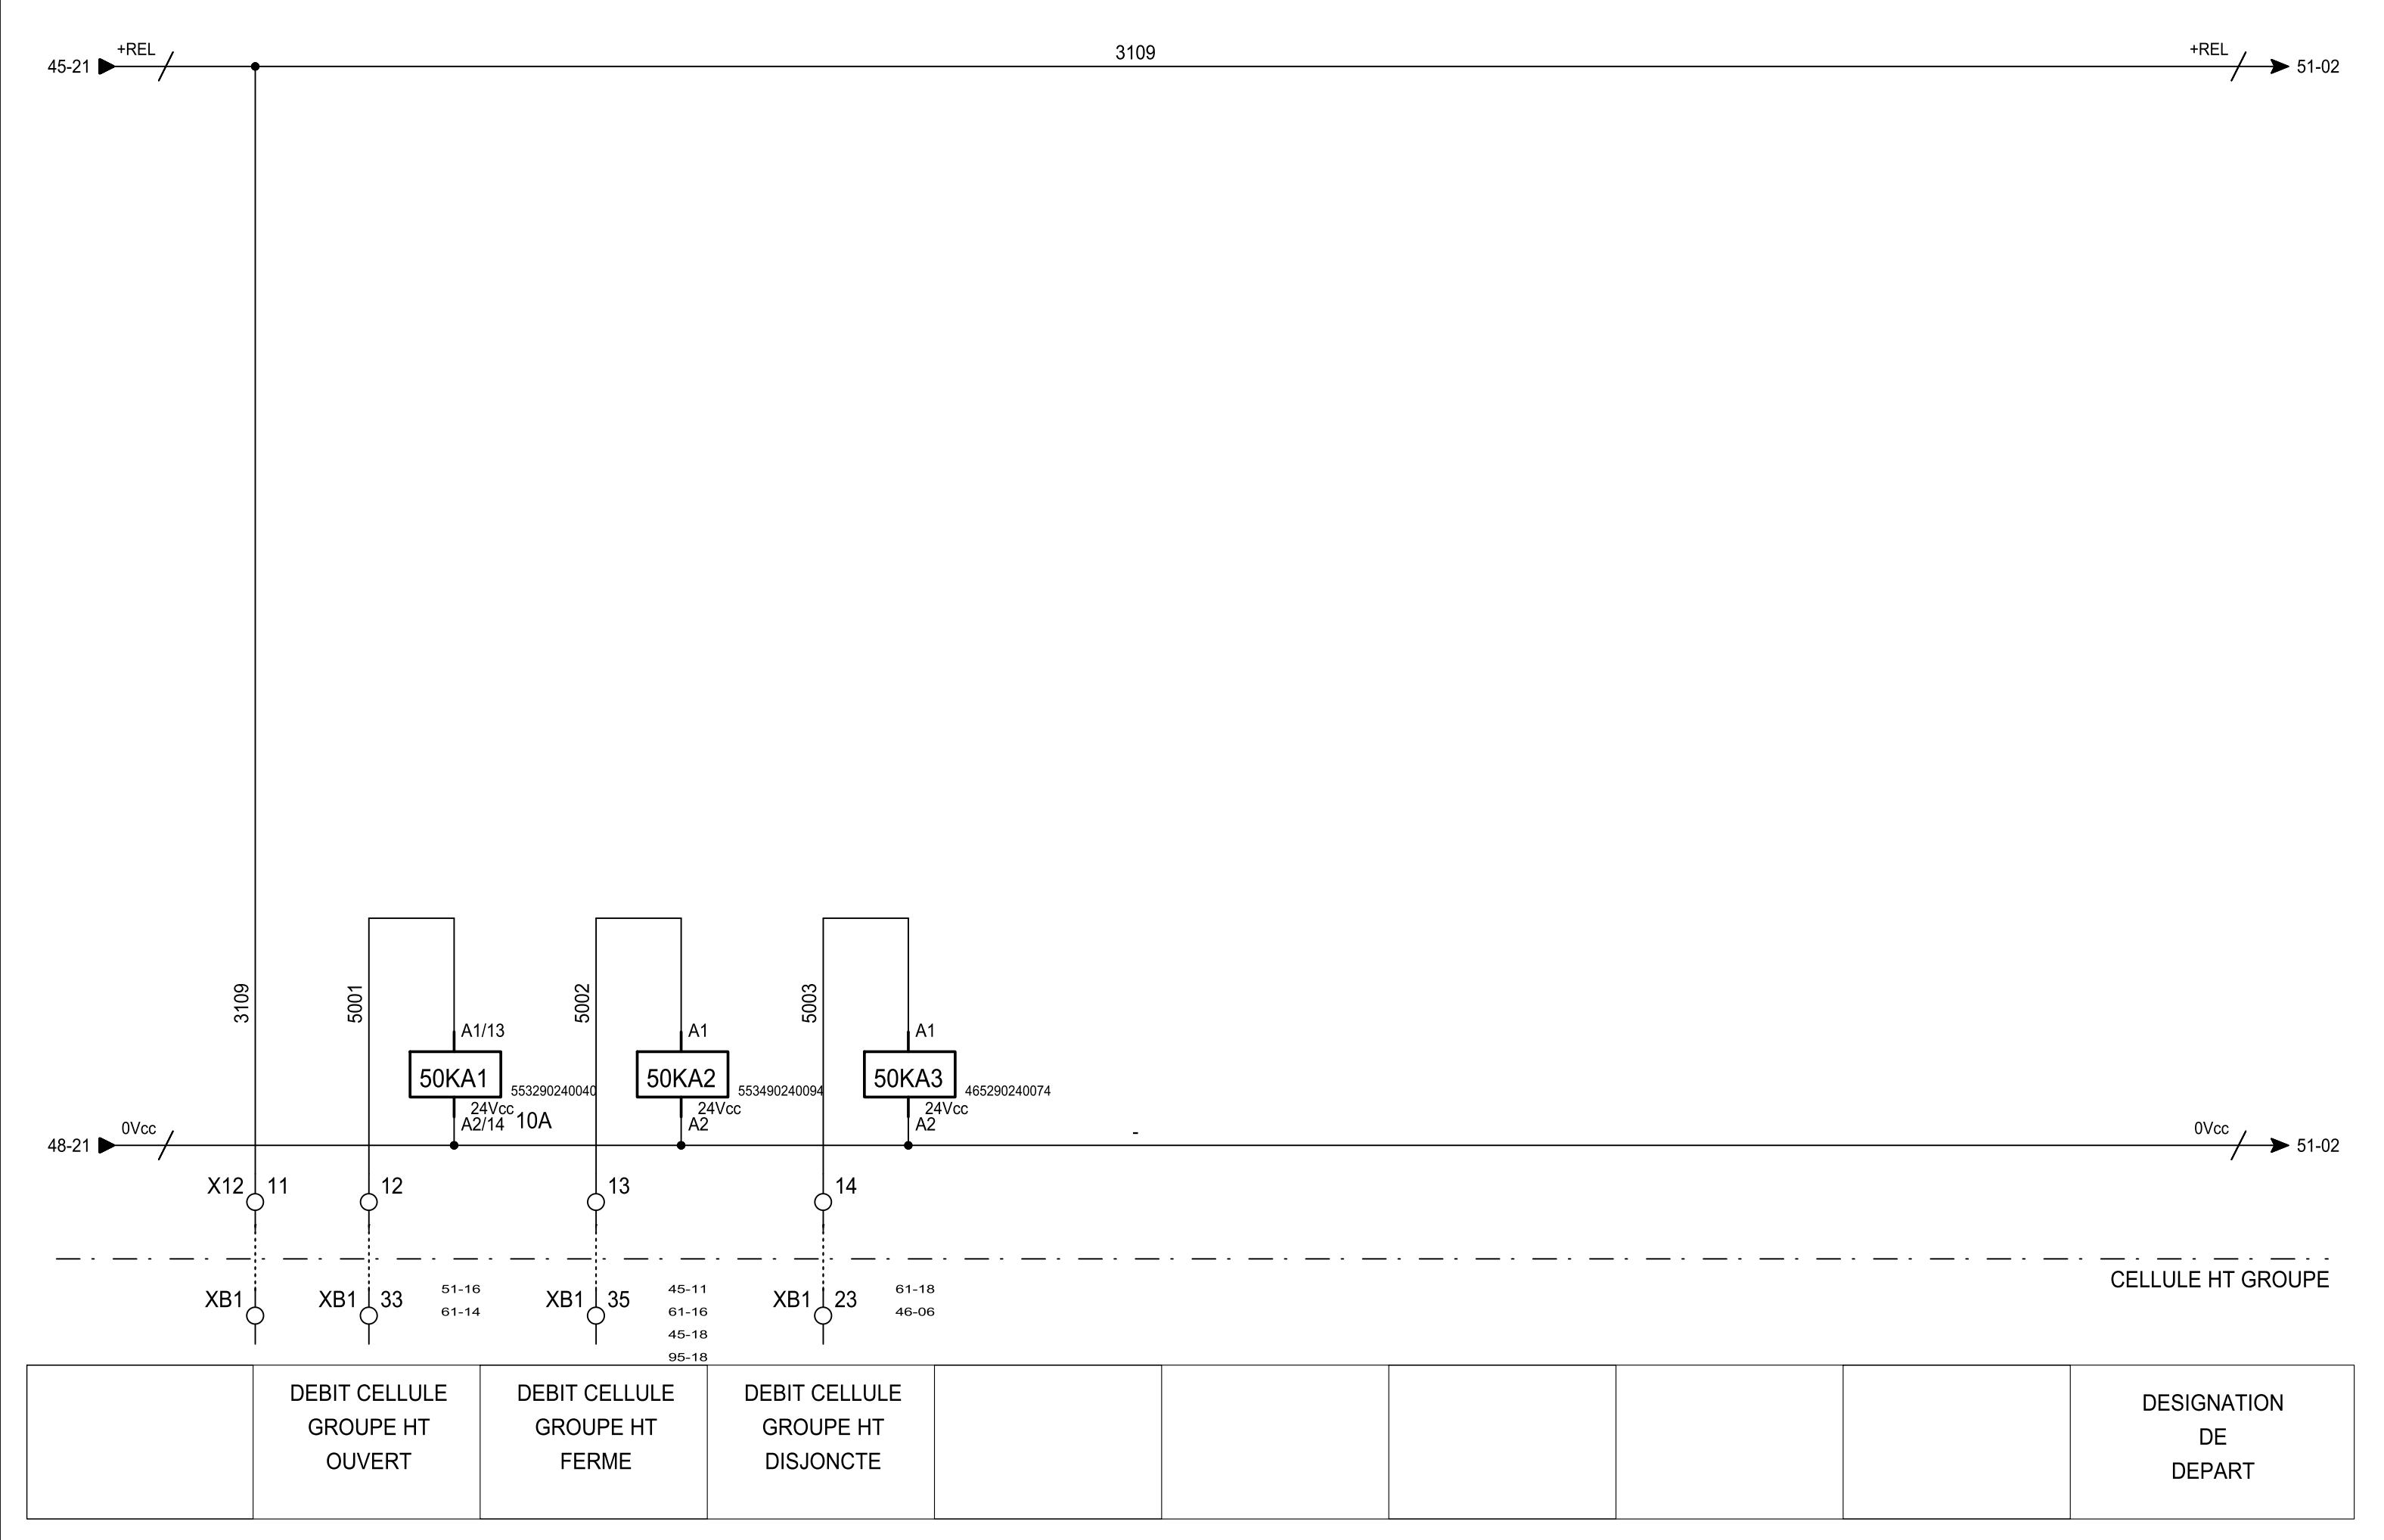 +REL
3109
+REL
45-21
51-02
3109
5001
5002
5003
A1/13
A1
A1
50KA1
50KA2
50KA3
553290240040
553490240094
465290240074
24Vcc
24Vcc
24Vcc
A2/14
10A
A2
A2
0Vcc
-
0Vcc
48-21
51-02
X12
11
12
13
14
CELLULE HT GROUPE
XB1
XB1
33
XB1
35
XB1
23
51-16
61-14
45-11
61-16
45-18
95-18
61-18
46-06
DEBIT CELLULE
GROUPE HT
OUVERT
DEBIT CELLULE
GROUPE HT
FERME
DEBIT CELLULE
GROUPE HT
DISJONCTE
DESIGNATION
DE
DEPART